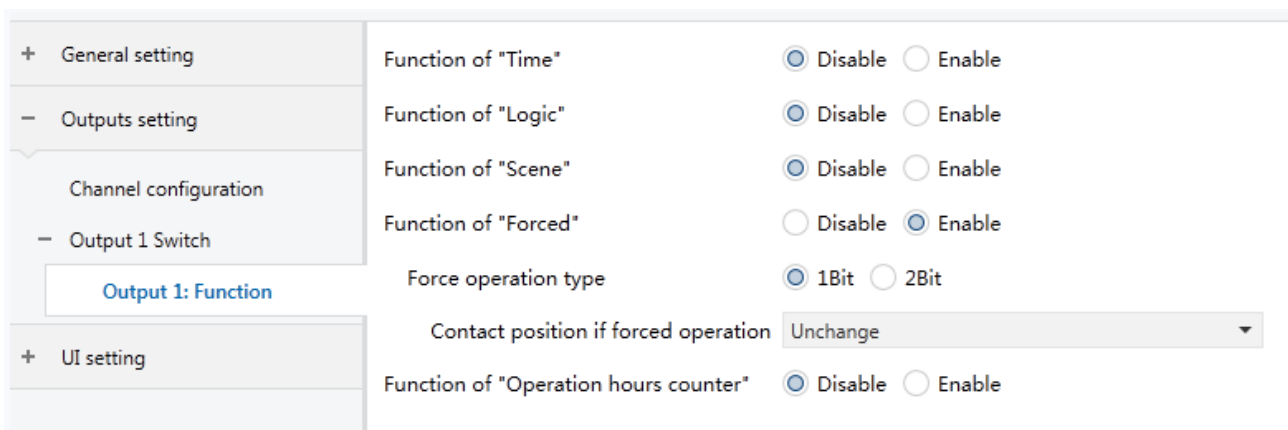 + General setting
− Outputs setting
Channel configuration
− Output 1 Switch
Output 1: Function
+ UI setting
Function of "Time" Disable Enable
Function of "Logic" Disable Enable
Function of "Scene" Disable Enable
Function of "Forced" Disable Enable
Force operation type 1Bit 2Bit
Contact position if forced operation Unchange
Function of "Operation hours counter" Disable Enable